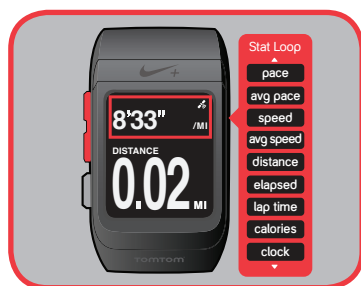 Stat Loop
pace
avg pace
speed
avg speed
distance
elapsed
lap time
calories
clock
8'33" /MI
DISTANCE
0.02 MI
tomtom